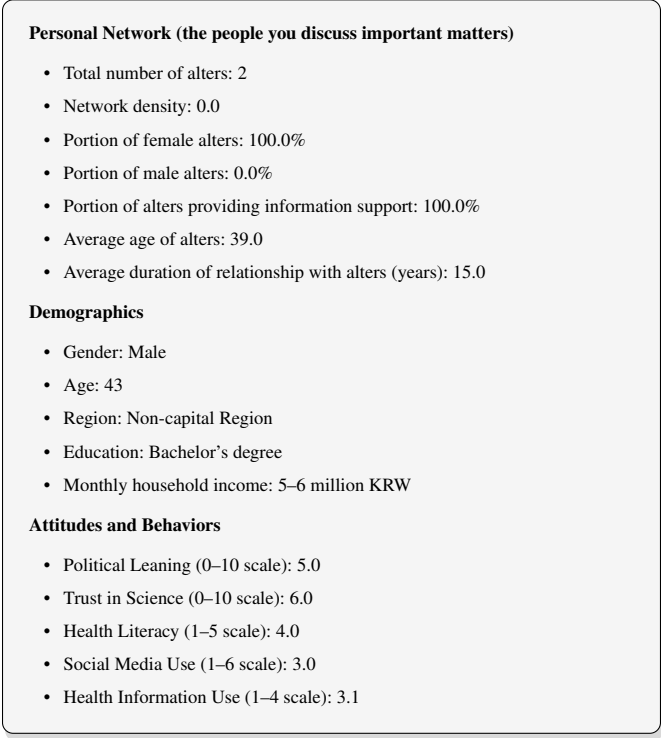 Personal Network (the people you discuss important matters)
• Total number of alters: 2
• Network density: 0.0
• Portion of female alters: 100.0%
• Portion of male alters: 0.0%
• Portion of alters providing information support: 100.0%
• Average age of alters: 39.0
• Average duration of relationship with alters (years): 15.0
Demographics
• Gender: Male
• Age: 43
• Region: Non-capital Region
• Education: Bachelor’s degree
• Monthly household income: 5–6 million KRW
Attitudes and Behaviors
• Political Leaning (0–10 scale): 5.0
• Trust in Science (0–10 scale): 6.0
• Health Literacy (1–5 scale): 4.0
• Social Media Use (1–6 scale): 3.0
• Health Information Use (1–4 scale): 3.1